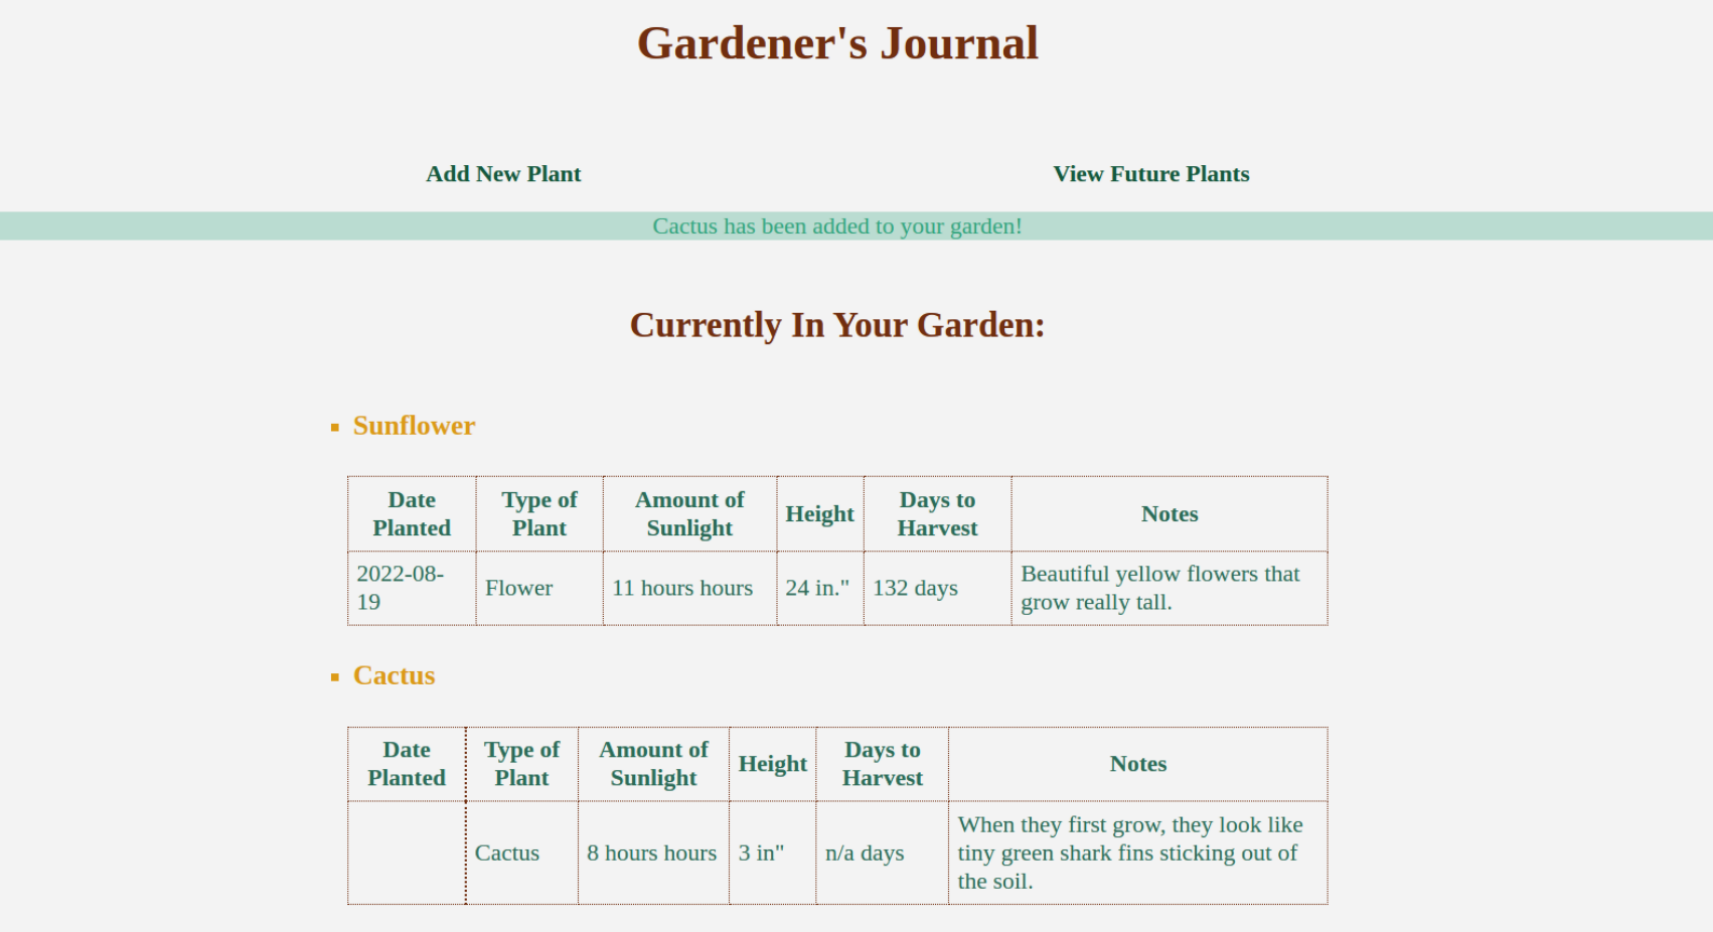 Gardener's Journal
Add New Plant
View Future Plants
Cactus has been added to your garden!
Currently In Your Garden:
Sunflower
Date
Planted
Type of
Plant
Amount of
Sunlight
Height
Days to
Harvest
Notes
2022-08-
19
Flower
11 hours hours
24 in."
132 days
Beautiful yellow flowers that
grow really tall.
Cactus
Date
Planted
Type of
Plant
Amount of
Sunlight
Height
Days to
Harvest
Notes
Cactus
8 hours hours
3 in"
n/a days
When they first grow, they look like
tiny green shark fins sticking out of
the soil.